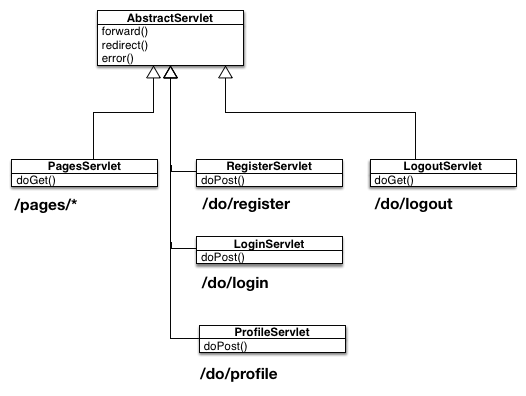 AbstractServlet
forward()
redirect()
error()
PagesServlet
doGet()
/pages/*
RegisterServlet
doPost()
/do/register
LogoutServlet
doGet()
/do/logout
LoginServlet
doPost()
/do/login
ProfileServlet
doPost()
/do/profile